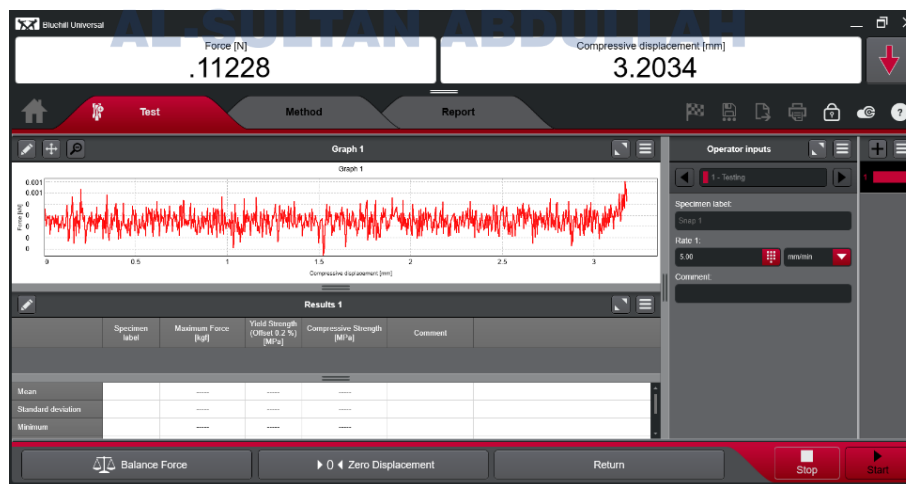 Bluehill Universal
AL-SULTAN ABDULLAH
Force [N]
.11228
Compressive displacement [mm]
3.2034
Test
Method
Report
?
Graph 1
Graph 1
0.001
0.001
0
0
0
0
Force [kN]
0
0.5
1
1.5
2
2.5
3
Compressive displacement [mm]
Operator inputs
1 - Testing
1
Specimen label:
Snap 1
Rate 1:
5.00
mm/min
Comment:
Results 1
Specimen label
Maximum Force [kgf]
Yield Strength (Offset 0.2 %) [MPa]
Compressive Strength [MPa]
Comment
Mean
-----
-----
-----
Standard deviation
-----
-----
-----
Minimum
-----
-----
-----
Balance Force
0 Zero Displacement
Return
Stop
Start